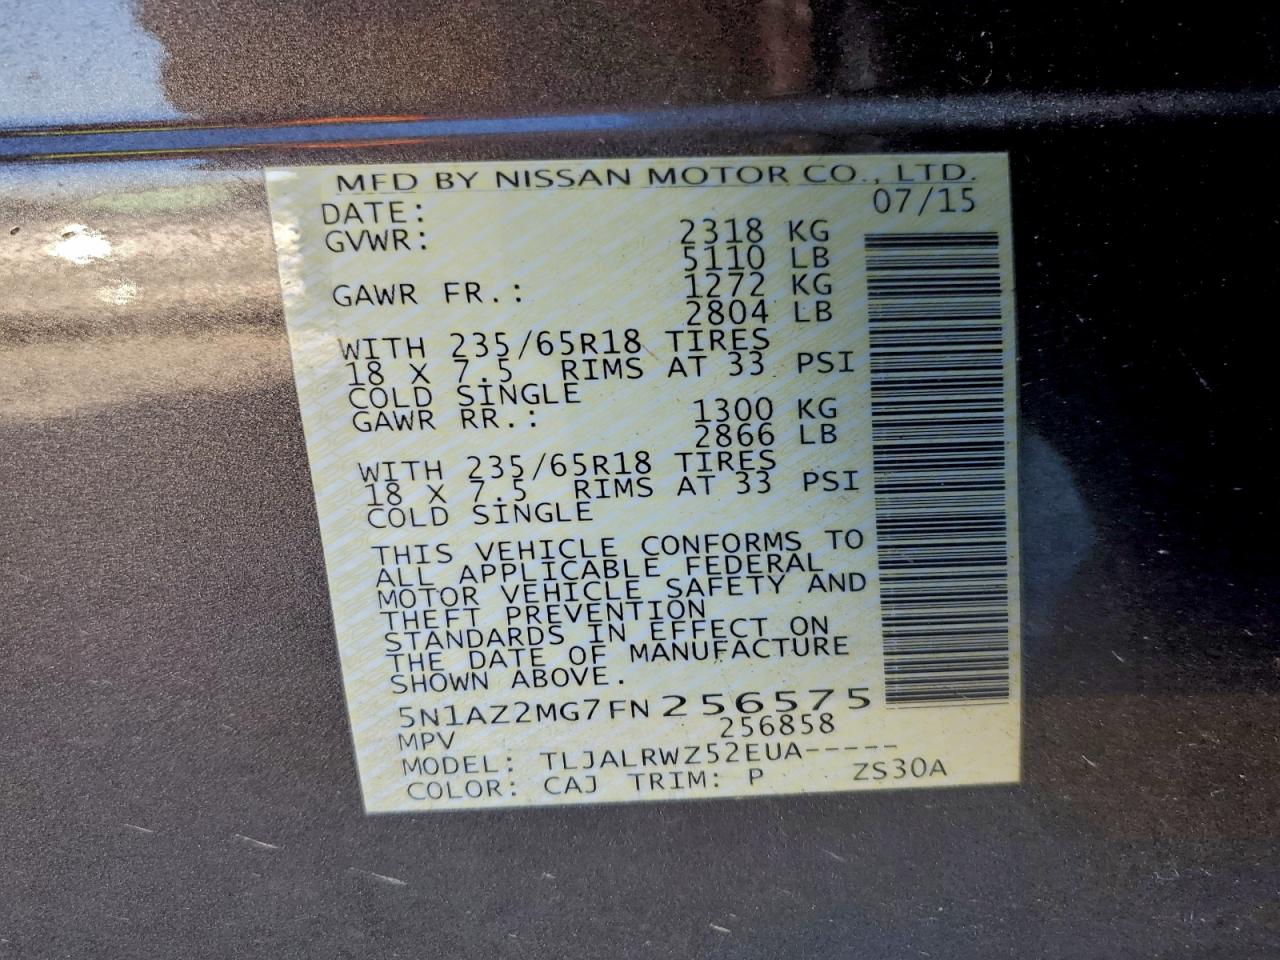 MFD BY NISSAN MOTOR CO., LTD.
DATE: 07/15
GVWR: 2318 KG
5110 LB
GAWR FR.: 1272 KG
2804 LB
WITH 235/65R18 TIRES
18 X 7.5 RIMS AT 33 PSI
COLD SINGLE
GAWR RR.: 1300 KG
2866 LB
WITH 235/65R18 TIRES
18 X 7.5 RIMS AT 33 PSI
COLD SINGLE
THIS VEHICLE CONFORMS TO
ALL APPLICABLE FEDERAL
MOTOR VEHICLE SAFETY AND
THEFT PREVENTION
STANDARDS IN EFFECT ON
THE DATE OF MANUFACTURE
SHOWN ABOVE.
5N1AZ2MG7FN256575
MPV 256858
MODEL: TLJALRWZ52EUA-----
COLOR: CAJ TRIM: P ZS30A